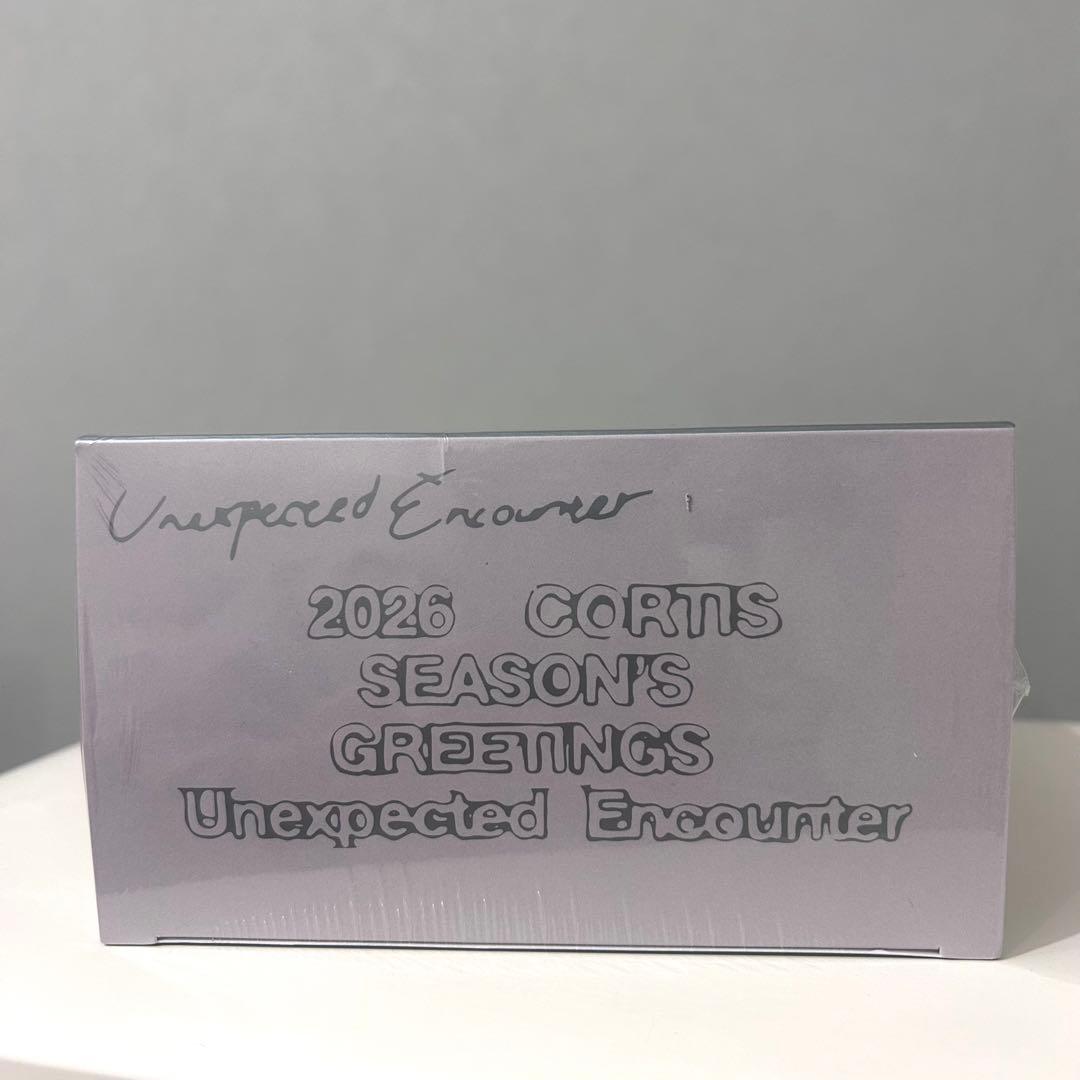 Unexpected Encounter
2026 CORTIS
SEASON'S
GREETINGS
Unexpected Encounter